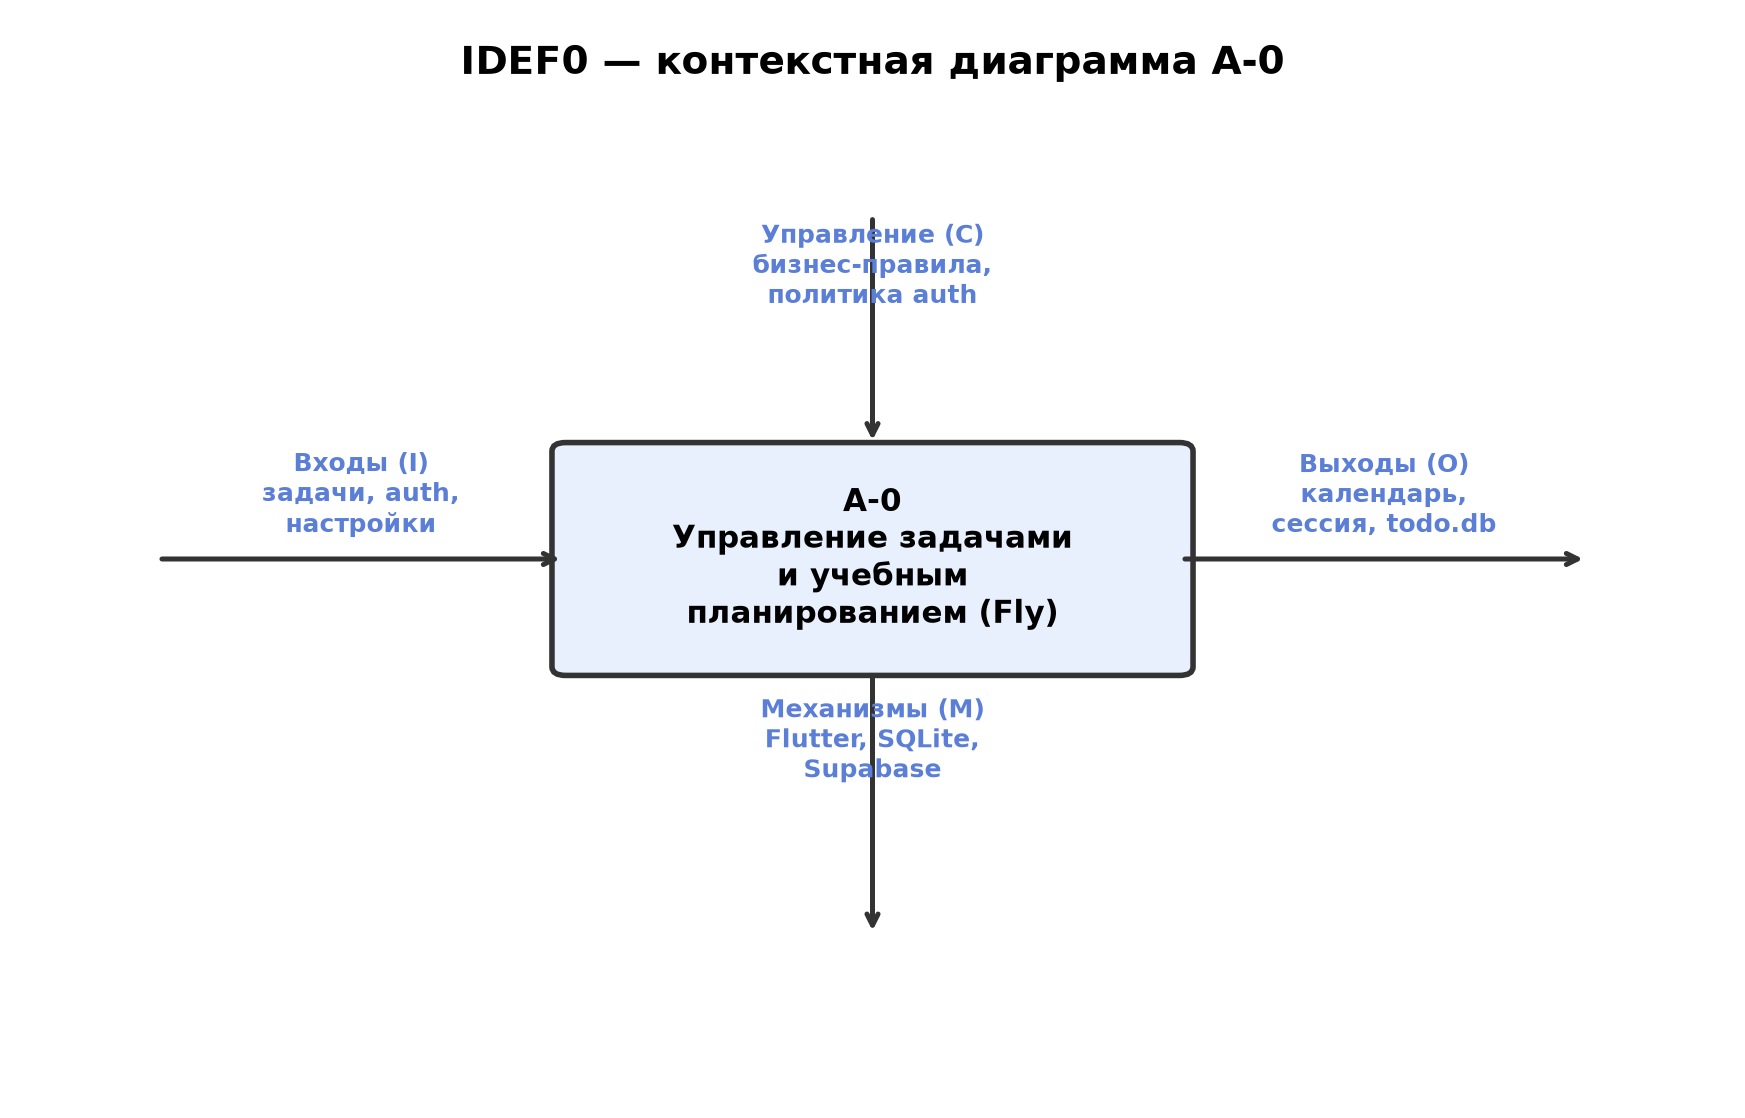 IDEF0 — контекстная диаграмма A-0
Управление (C)
бизнес-правила,
политика auth
Входы (I)
задачи, auth,
настройки
A-0
Управление задачами
и учебным
планированием (Fly)
Выходы (O)
календарь,
сессия, todo.db
Механизмы (M)
Flutter, SQLite,
Supabase